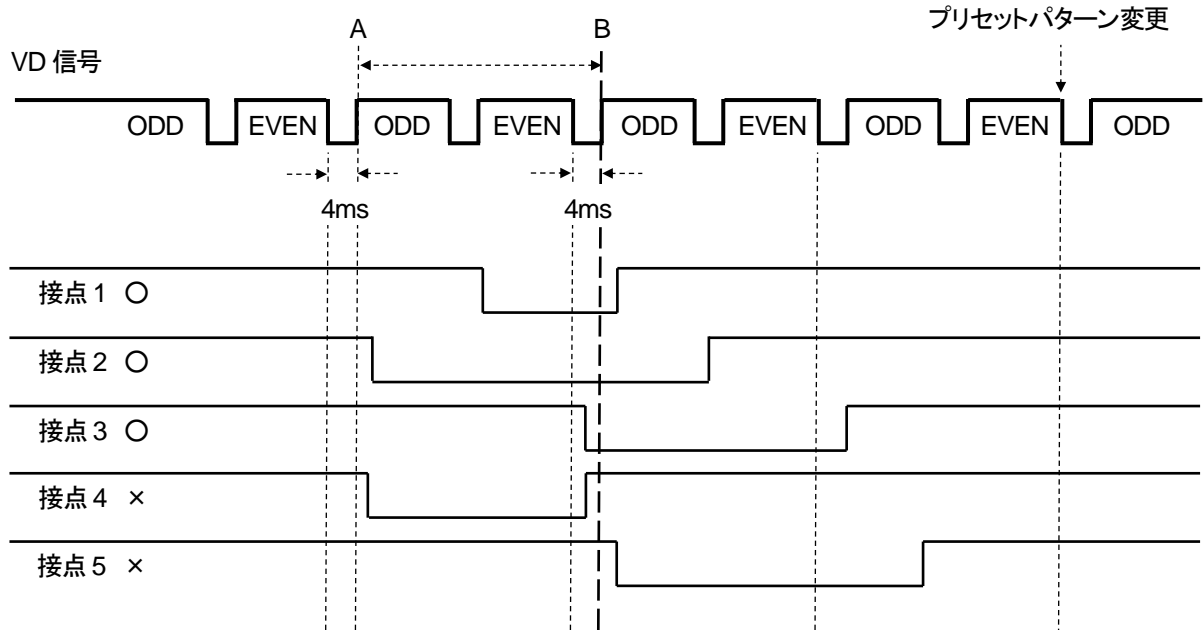 プリセットパターン変更
A B
VD 信号
ODD EVEN ODD EVEN ODD EVEN ODD EVEN ODD
4ms 4ms
接点 1 ○
接点 2 ○
接点 3 ○
接点 4 ×
接点 5 ×